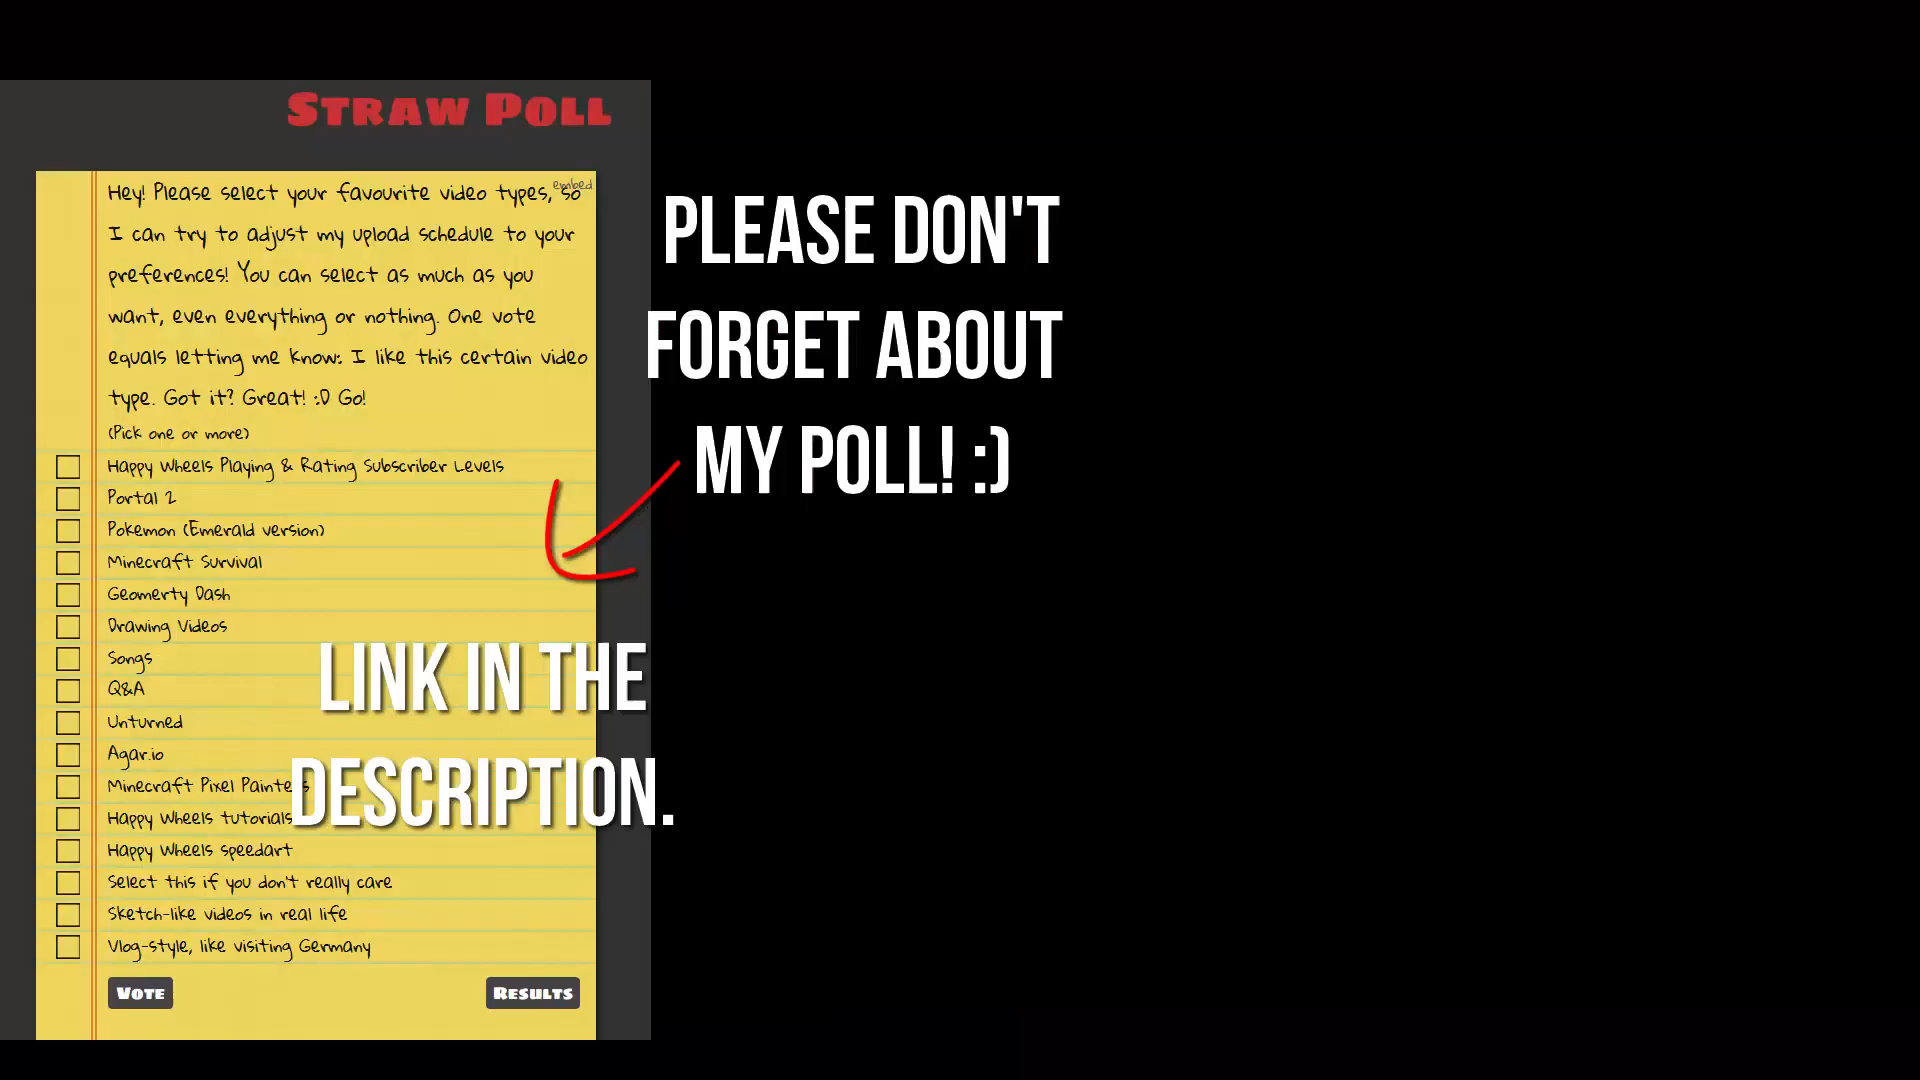 STRAW POLL
embed
Hey! Please select your favourite video types, so
I can try to adjust my upload schedule to your
preferences! You can select as much as you
want, even everything or nothing. One vote
equals letting me know: I like this certain video
type. Got it? Great! :D Go!
(Pick one or more)
Happy Wheels Playing & Rating Subscriber Levels
Portal 2
Pokemon (Emerald version)
Minecraft Survival
Geomerty Dash
Drawing Videos
Songs
Q&A
Unturned
Agar.io
Minecraft Pixel Painters
Happy Wheels tutorials
Happy Wheels speedart
Select this if you don't really care
Sketch-like videos in real life
Vlog-style, like visiting Germany
VOTE
RESULTS
PLEASE DON'T
FORGET ABOUT
MY POLL! :)
LINK IN THE
DESCRIPTION.